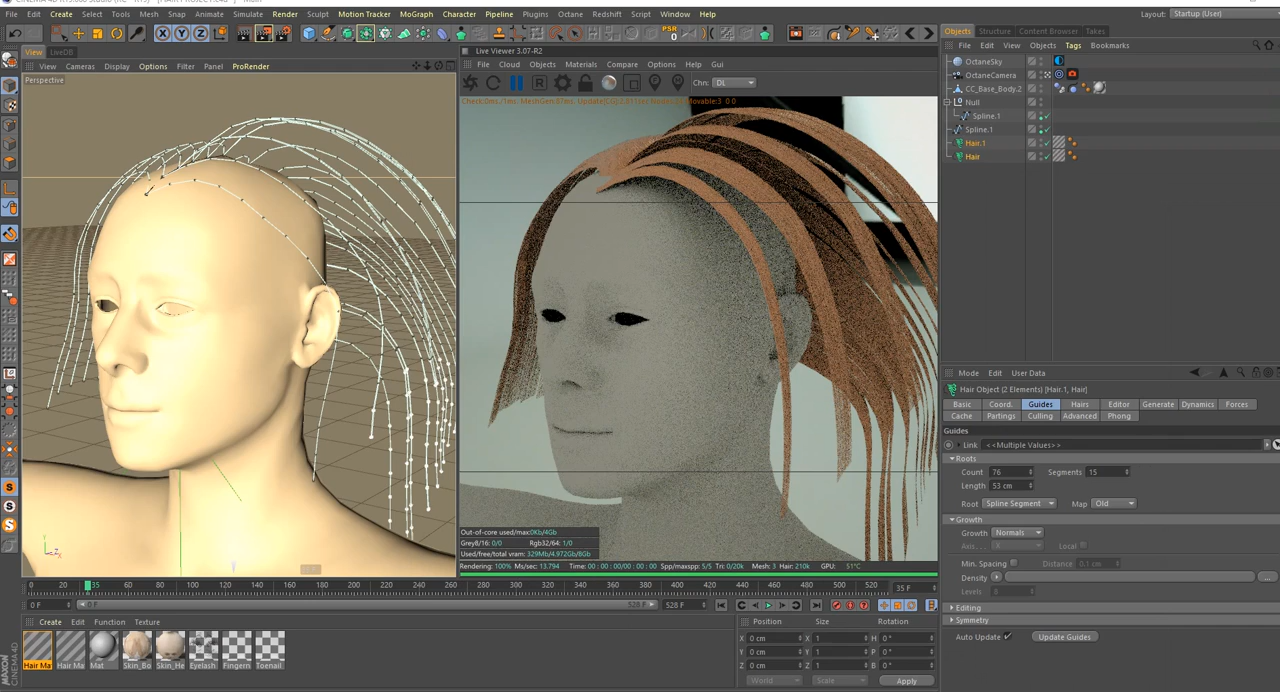 File Edit Create Select Tools Mesh Snap Animate Simulate Render Sculpt Motion Tracker MoGraph Character Pipeline Plugins Octane Redshift Script Window Help
Layout: Startup (User)
X Y Z
PSR
0
View LiveDB
View Cameras Display Options Filter Panel ProRender
Perspective
Live Viewer 3.07-R2
File Cloud Objects Materials Compare Options Help Gui
R F M Chn: DL
Out-of-core used/max:0Kb/4Gb
Grey8/16: 0/0 Rgb32/64: 1/0
Used/free/total vram: 329Mb/4.972Gb/8Gb
Rendering: 100% Ms/sec: 13.794 Time: 00 : 00 : 00/00 : 00 : 00 Spp/maxspp: 5/5 Tri: 0/20k Mesh: 3 Hair: 210k GPU: 51°C
Objects Structure Content Browser Takes
File Edit View Objects Tags Bookmarks
OctaneSky
OctaneCamera
CC_Base_Body.2
Null
Spline.1
Spline.1
Hair.1
Hair
Mode Edit User Data
Hair Object (2 Elements) [Hair.1, Hair]
Basic Coord. Guides Hairs Editor Generate Dynamics Forces
Cache Partings Culling Advanced Phong
Guides
Link <<Multiple Values>>
Roots
Count 76 Segments 15
Length 53 cm
Root Spline Segment Map Old
Growth
Growth Normals
Axis . . . X Local
Min. Spacing Distance 0.1 cm
Density ...
Levels 8
Editing
Symmetry
Auto Update Update Guides
0 20 35 60 80 100 120 140 160 180 200 220 240 260 280 300 320 340 360 380 400 420 440 460 480 500 520 35 F
0 F 0 F 528 F 528 F
Create Edit Function Texture
Hair Ma Hair Ma Mat Skin_Bo Skin_He Eyelash Fingern Toenail
Position Size Rotation
X 0 cm X 1 H 0 °
Y 0 cm Y 1 P 0 °
Z 0 cm Z 1 B 0 °
World Scale Apply
MAXON
CINEMA 4D